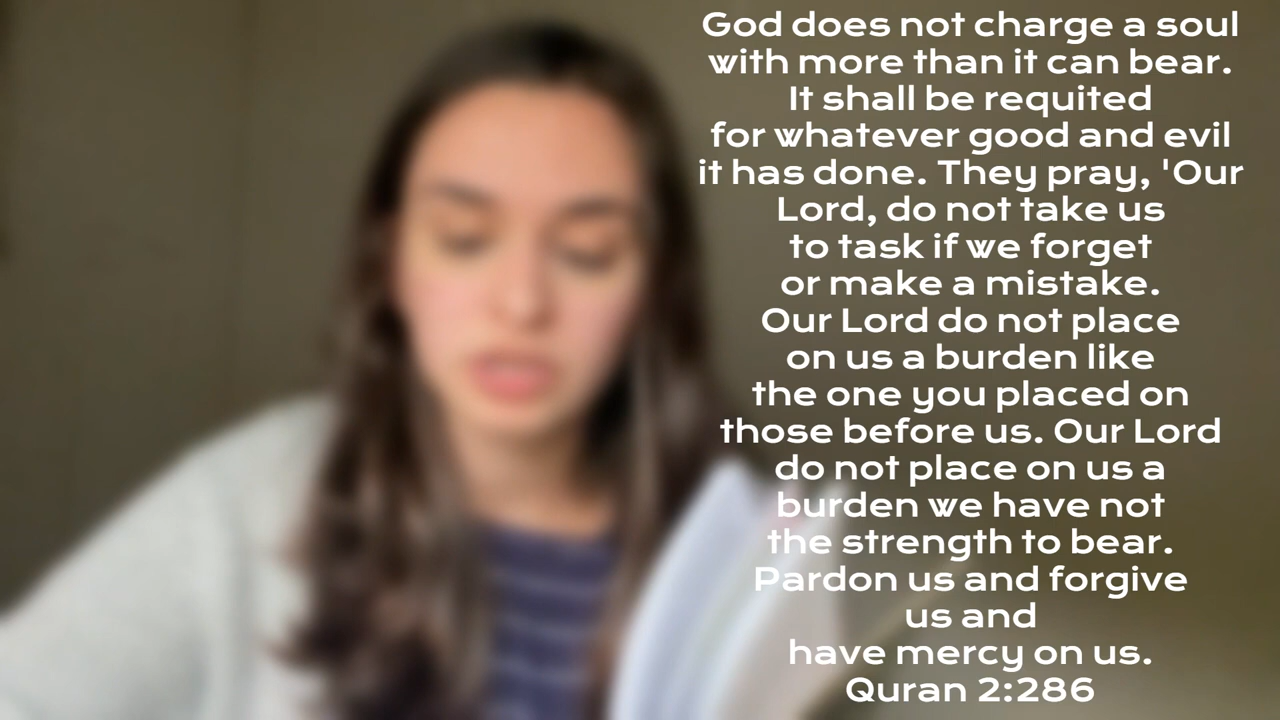 God does not charge a soul
with more than it can bear.
It shall be requited
for whatever good and evil
it has done. They pray, 'Our
Lord, do not take us
to task if we forget
or make a mistake.
Our Lord do not place
on us a burden like
the one you placed on
those before us. Our Lord
do not place on us a
burden we have not
the strength to bear.
Pardon us and forgive
us and
have mercy on us.
Quran 2:286